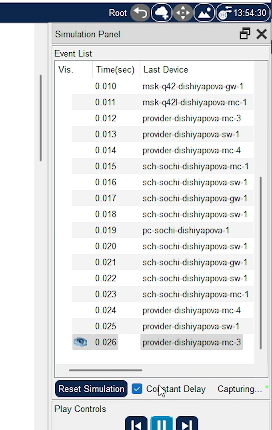 Root 13:54:30
Simulation Panel
Event List
Vis. Time(sec) Last Device
0.010 msk-q42-dishiyapova-gw-1
0.011 msk-q42l-dishiyapova-mc-1
0.012 provider-dishiyapova-mc-3
0.013 provider-dishiyapova-sw-1
0.014 provider-dishiyapova-mc-4
0.015 sch-sochi-dishiyapova-mc-1
0.016 sch-sochi-dishiyapova-sw-1
0.017 sch-sochi-dishiyapova-gw-1
0.018 sch-sochi-dishiyapova-sw-1
0.019 pc-sochi-dishiyapova-1
0.020 sch-sochi-dishiyapova-sw-1
0.021 sch-sochi-dishiyapova-gw-1
0.022 sch-sochi-dishiyapova-sw-1
0.023 sch-sochi-dishiyapova-mc-1
0.024 provider-dishiyapova-mc-4
0.025 provider-dishiyapova-sw-1
0.026 provider-dishiyapova-mc-3
Reset Simulation Constant Delay Capturing...
Play Controls